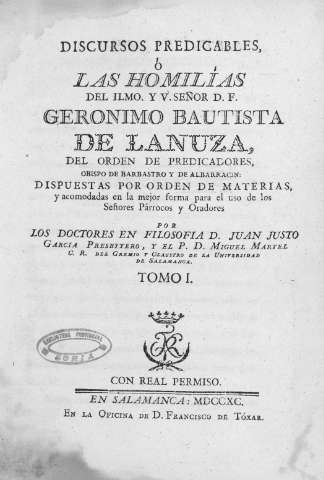 DISCURSOS PREDICABLES,
ò
LAS HOMILÍAS
DEL ILMO. Y V. SEÑOR D. F.
GERONIMO BAUTISTA
DE LANUZA,
DEL ORDEN DE PREDICADORES,
OBISPO DE BARBASTRO Y DE ALBARRACIN:
DISPUESTAS POR ORDEN DE MATERIAS,
y acomodadas en la mejor forma para el uso de los
Señores Párrocos y Oradores
POR
LOS DOCTORES EN FILOSOFIA D. JUAN JUSTO
GARCIA PRESBYTERO, Y EL P. D. MIGUEL MARTEL
C. R. DEL GREMIO Y CLAUSTRO DE LA UNIVERSIDAD
DE SALAMANCA.
TOMO I.
BIBLIOTECA PROVINCIAL
SORIA
CON REAL PERMISO.
EN SALAMANCA: MDCCXC.
EN LA OFICINA DE D. FRANCISCO DE TÓXAR.